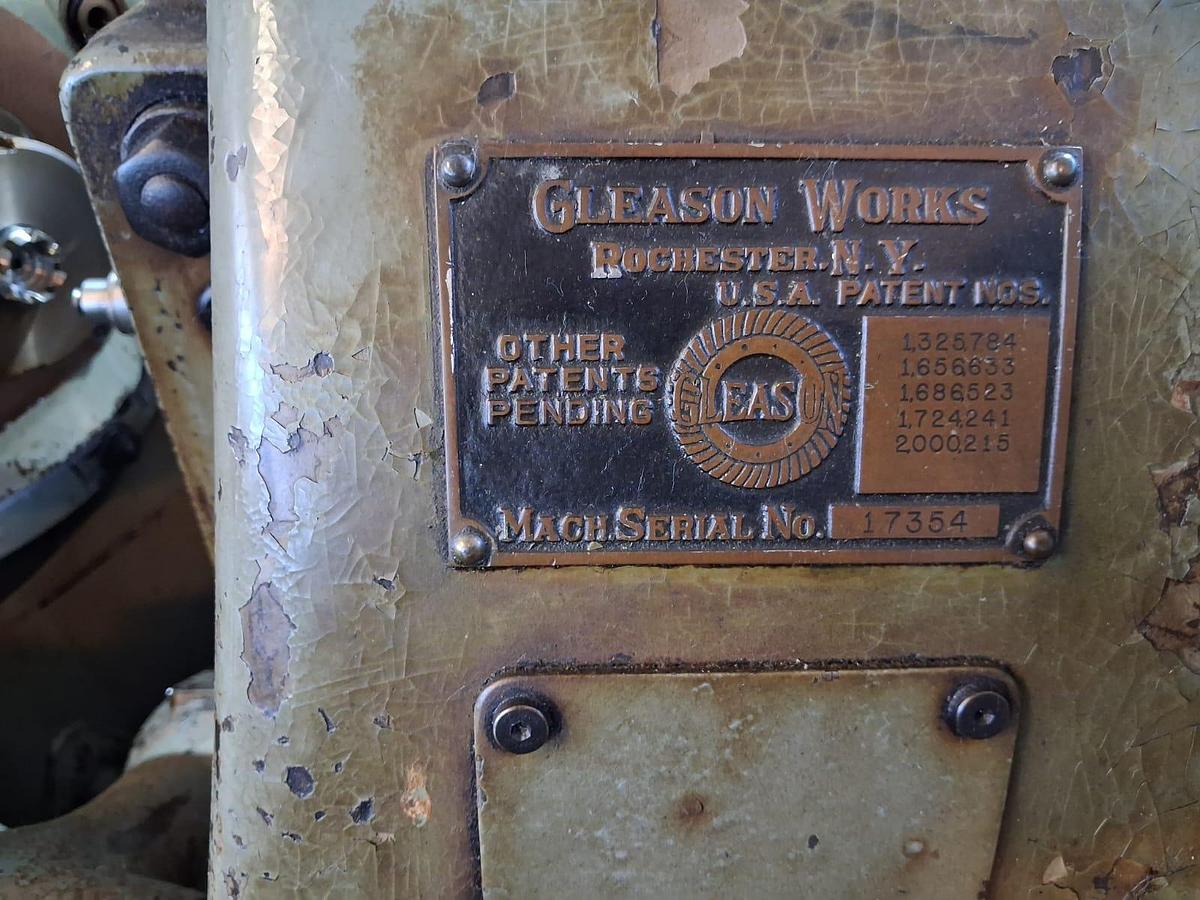 GLEASON WORKS
ROCHESTER, N.Y.
U.S.A. PATENT NOS.
OTHER
PATENTS
PENDING
GLEASON
1,325,784
1,656,633
1,686,523
1,724,241
2,000,215
MACH. SERIAL NO. 17354